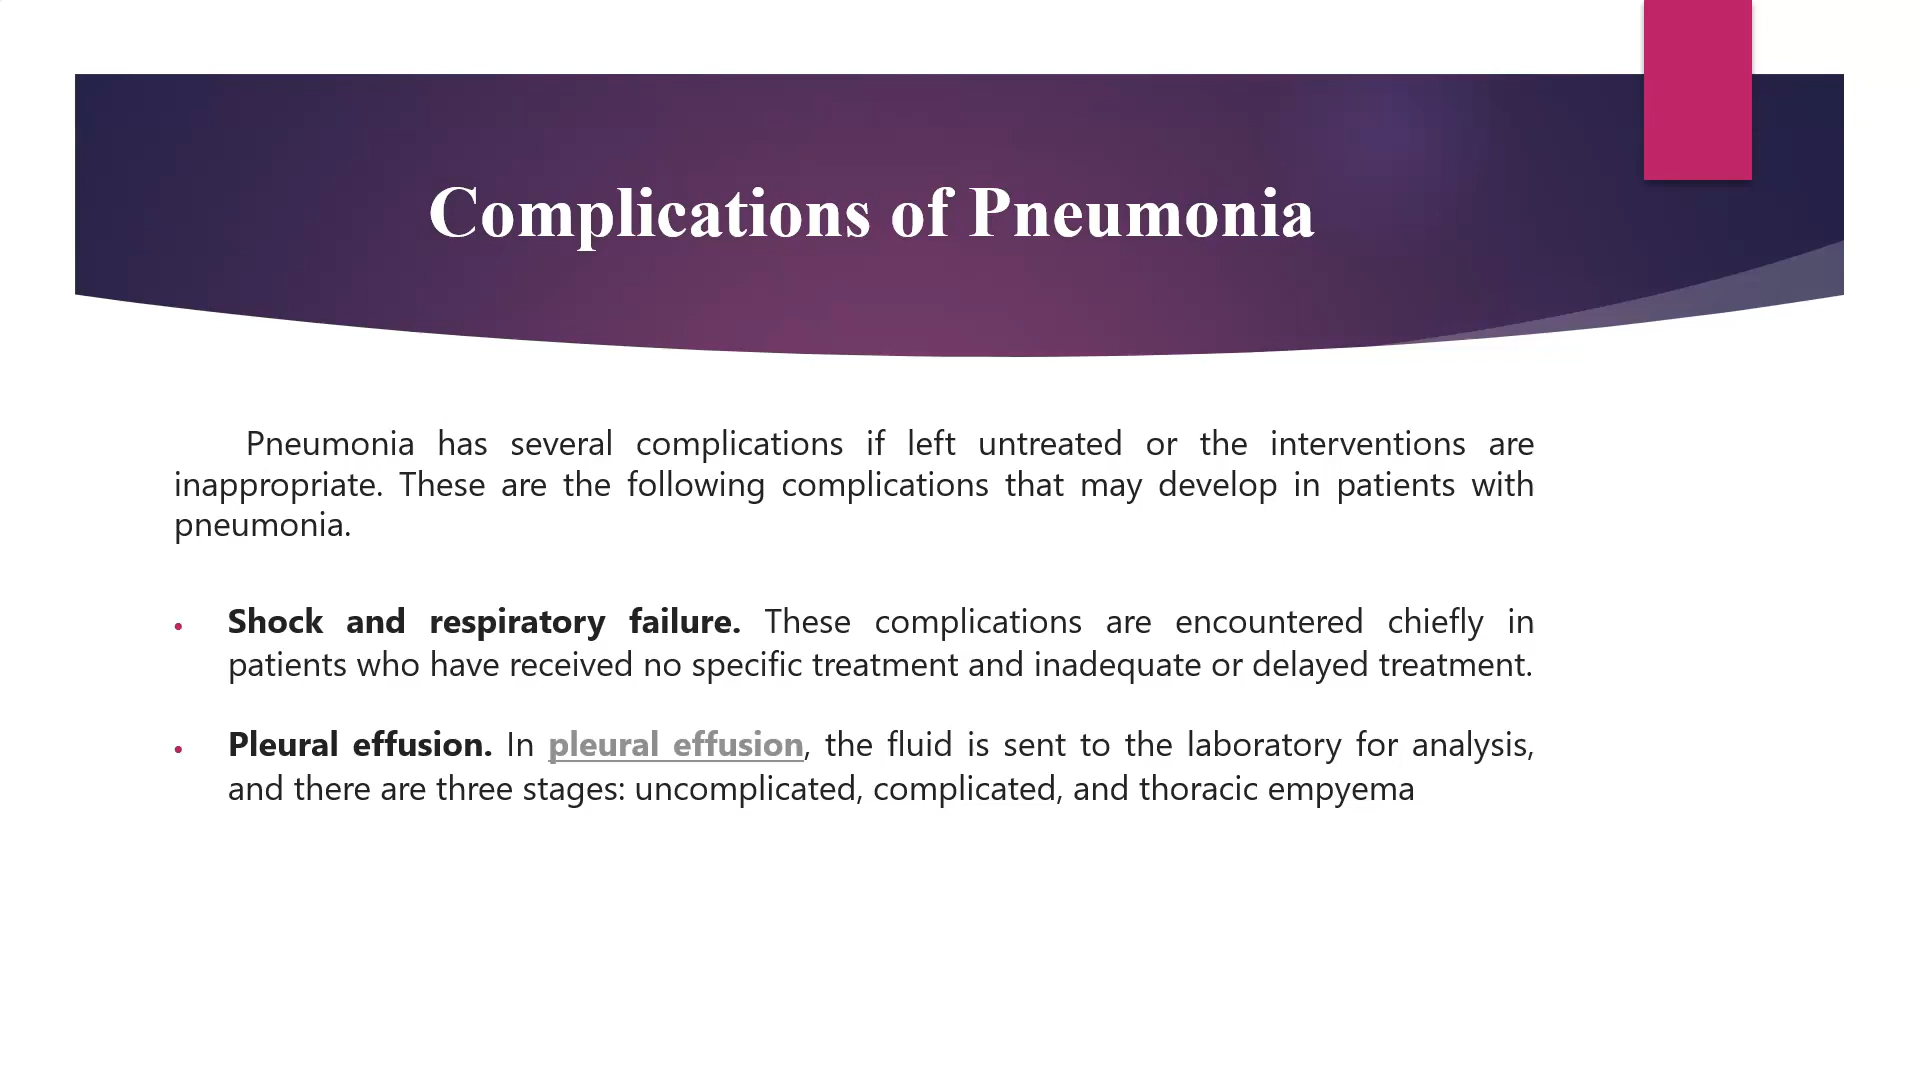 Complications of Pneumonia
Pneumonia has several complications if left untreated or the interventions are
inappropriate. These are the following complications that may develop in patients with
pneumonia.
• Shock and respiratory failure. These complications are encountered chiefly in
patients who have received no specific treatment and inadequate or delayed treatment.
• Pleural effusion. In pleural effusion, the fluid is sent to the laboratory for analysis,
and there are three stages: uncomplicated, complicated, and thoracic empyema